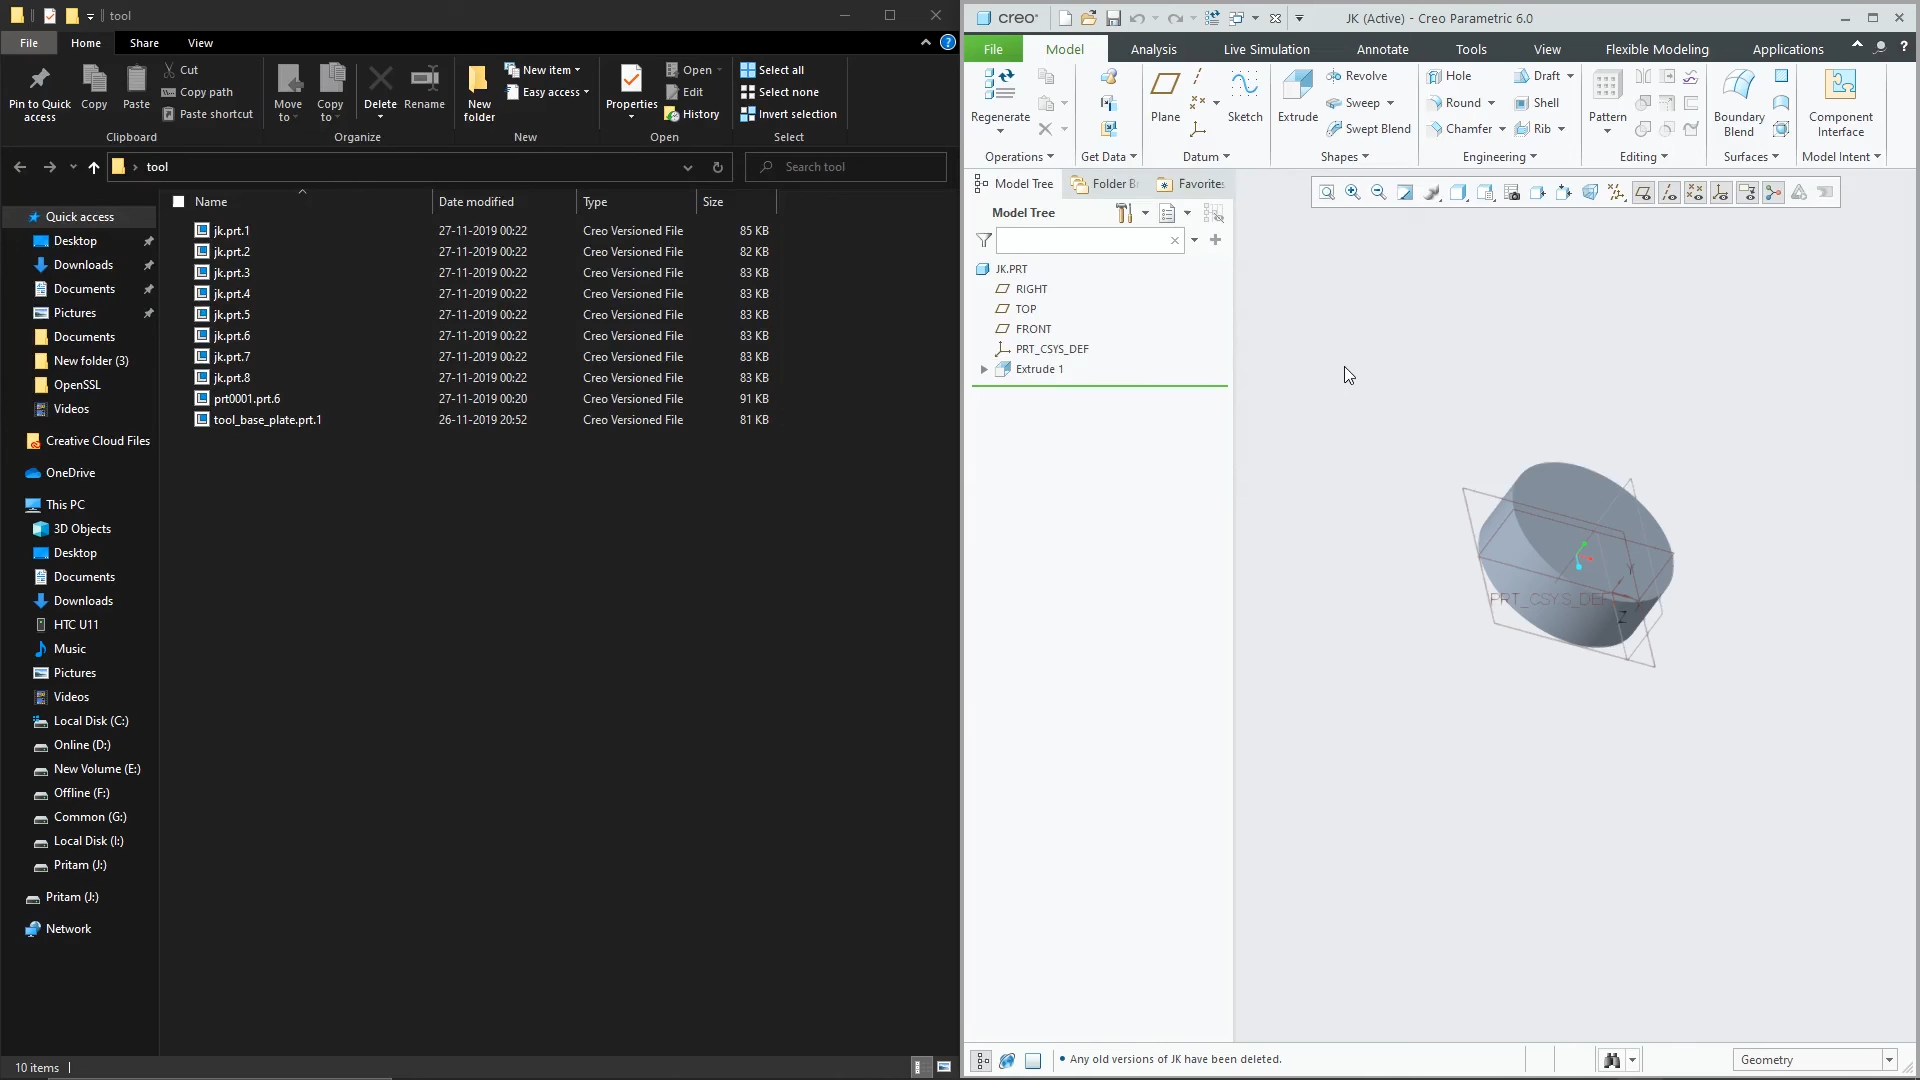 tool
File Home Share View
Pin to Quick access
Copy
Paste
Cut
Copy path
Paste shortcut
Clipboard
Move to
Copy to
Delete
Rename
Organize
New folder
New item
Easy access
New
Properties
Open
Edit
History
Open
Select all
Select none
Invert selection
Select
tool
Search tool
Name Date modified Type Size
jk.prt.1 27-11-2019 00:22 Creo Versioned File 85 KB
jk.prt.2 27-11-2019 00:22 Creo Versioned File 82 KB
jk.prt.3 27-11-2019 00:22 Creo Versioned File 83 KB
jk.prt.4 27-11-2019 00:22 Creo Versioned File 83 KB
jk.prt.5 27-11-2019 00:22 Creo Versioned File 83 KB
jk.prt.6 27-11-2019 00:22 Creo Versioned File 83 KB
jk.prt.7 27-11-2019 00:22 Creo Versioned File 83 KB
jk.prt.8 27-11-2019 00:22 Creo Versioned File 83 KB
prt0001.prt.6 27-11-2019 00:20 Creo Versioned File 91 KB
tool_base_plate.prt.1 26-11-2019 20:52 Creo Versioned File 81 KB
Quick access
Desktop
Downloads
Documents
Pictures
Documents
New folder (3)
OpenSSL
Videos
Creative Cloud Files
OneDrive
This PC
3D Objects
Desktop
Documents
Downloads
HTC U11
Music
Pictures
Videos
Local Disk (C:)
Online (D:)
New Volume (E:)
Offline (F:)
Common (G:)
Local Disk (I:)
Pritam (J:)
Pritam (J:)
Network
10 items
creo
JK (Active) - Creo Parametric 6.0
File Model Analysis Live Simulation Annotate Tools View Flexible Modeling Applications
Regenerate
Operations
Get Data
Plane
Sketch
Datum
Extrude
Revolve
Sweep
Swept Blend
Shapes
Hole
Round
Chamfer
Draft
Shell
Rib
Engineering
Pattern
Editing
Boundary Blend
Surfaces
Component Interface
Model Intent
Model Tree Folder Br Favorites
Model Tree
JK.PRT
RIGHT
TOP
FRONT
PRT_CSYS_DEF
Extrude 1
Y
PRT_CSYS_DEF
Z
• Any old versions of JK have been deleted.
Geometry